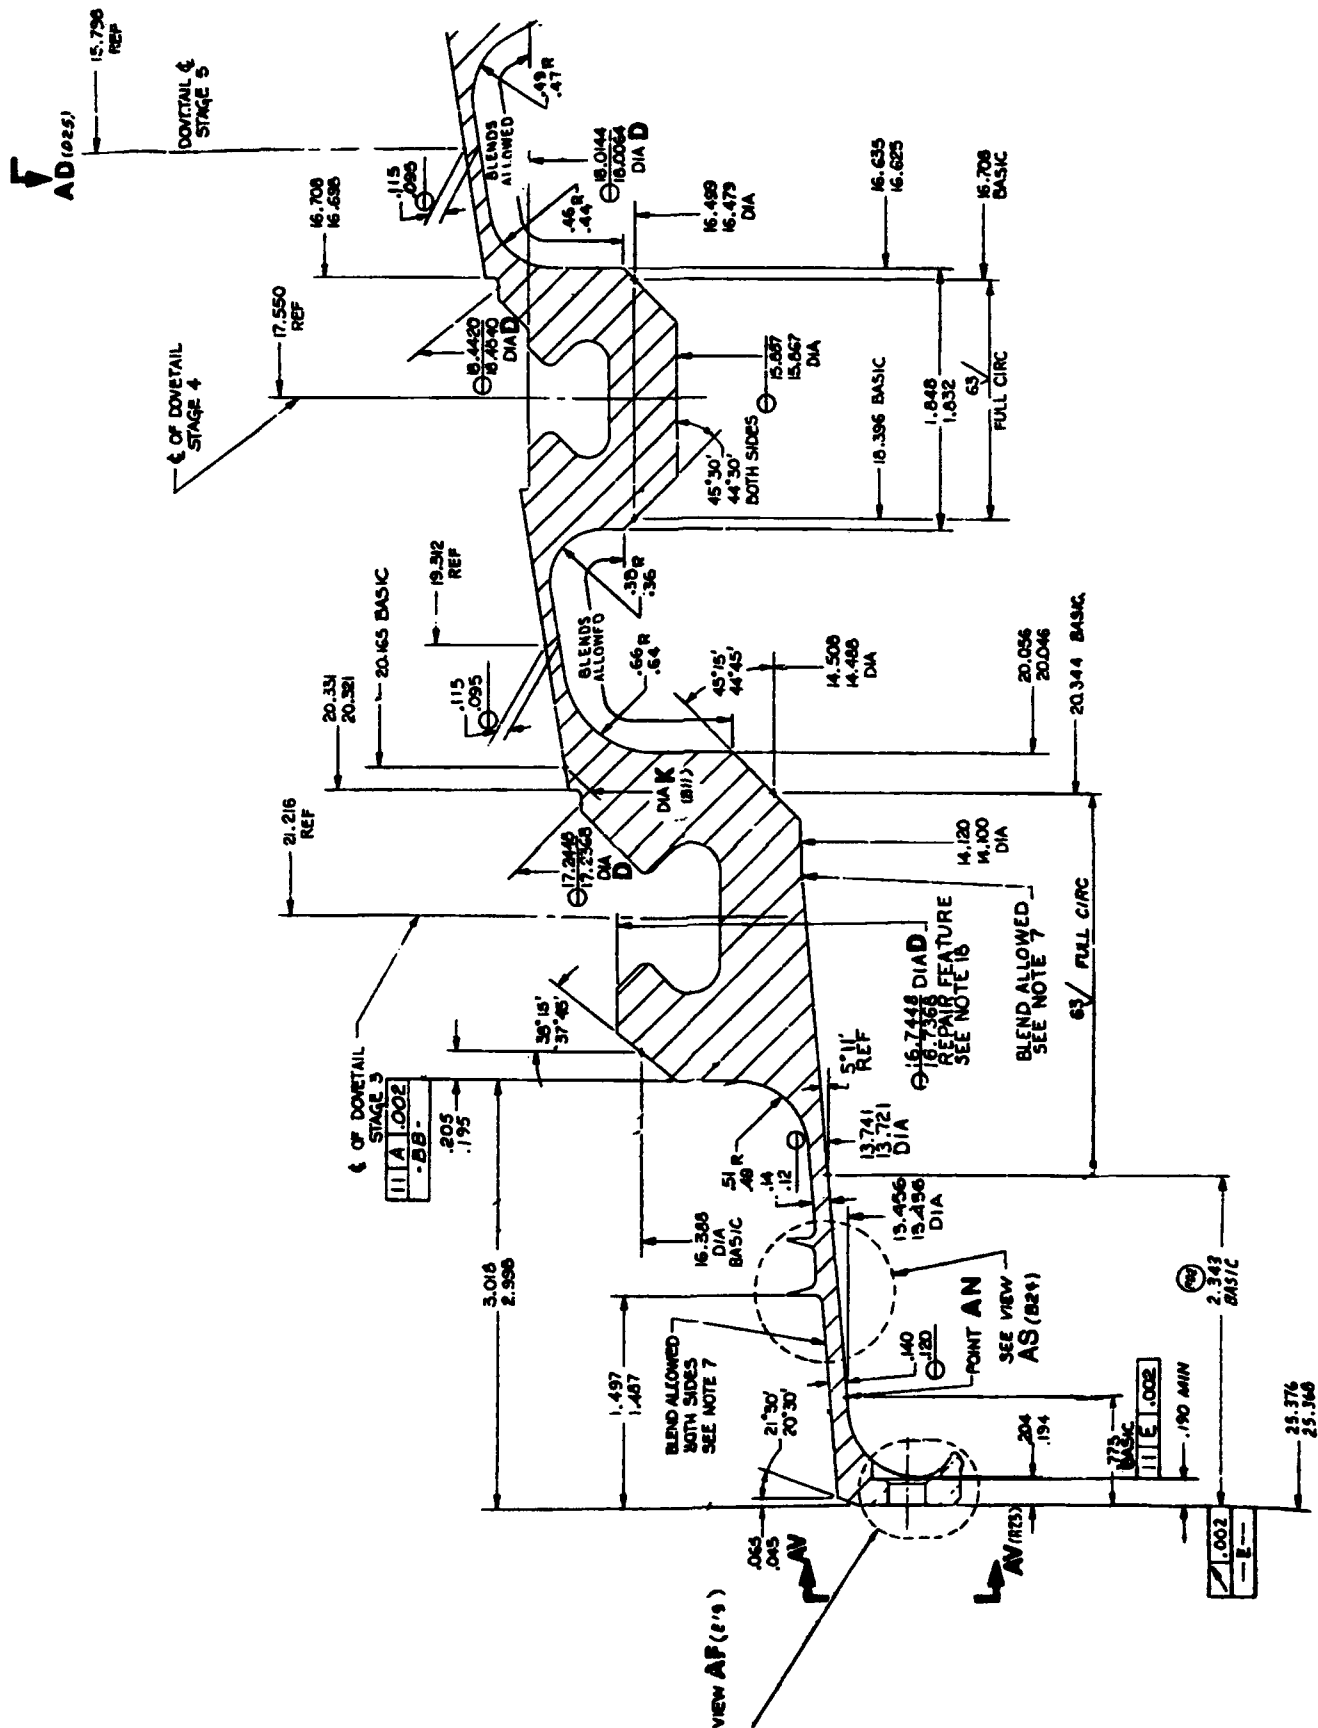 AD (025)
15.798
REF
DOVETAIL ℄
STAGE 5
16.708
16.698
.115
.095
BLENDS
ALLOWED
.49 R
.47
17.550
REF
℄ OF DOVETAIL
STAGE 4
18.0144
18.0064
DIA D
.46 R
.44
16.499
16.479
DIA
16.635
16.625
16.708
BASIC
18.4420
18.4340
DIA D
15.887
15.867
DIA
45°30'
44°30'
BOTH SIDES
18.396 BASIC
1.848
1.832
63
FULL CIRC
19.312
REF
20.165 BASIC
20.331
20.321
.115
.095
BLENDS
ALLOWED
.38 R
.36
.66 R
.64
45°15'
44°45'
14.508
14.488
DIA
20.056
20.046
20.344 BASIC
21.216
REF
℄ OF DOVETAIL
STAGE 3
17.2448
17.2368
DIA
D
DIA K
(B11)
14.120
14.100
DIA
BLEND ALLOWED
SEE NOTE 7
63 FULL CIRC
16.7448 DIA D
16.7368
REPAIR FEATURE
SEE NOTE 18
38°15'
37°45'
// A .002
-BB-
.205
.195
5°11'
REF
13.741
13.721
DIA
.51 R
.49
.14
.12
16.388
DIA
BASIC
13.456
13.436
DIA
3.018
2.998
1.497
1.487
BLEND ALLOWED
BOTH SIDES
SEE NOTE 7
SEE VIEW
AS (B24)
POINT AN
.140
.120
2.343
BASIC
21°30'
20°30'
.204
.194
.775
BASIC
// E .002
.190 MIN
25.376
25.368
.065
.045
AV
AV
.002
-E-
VIEW AF